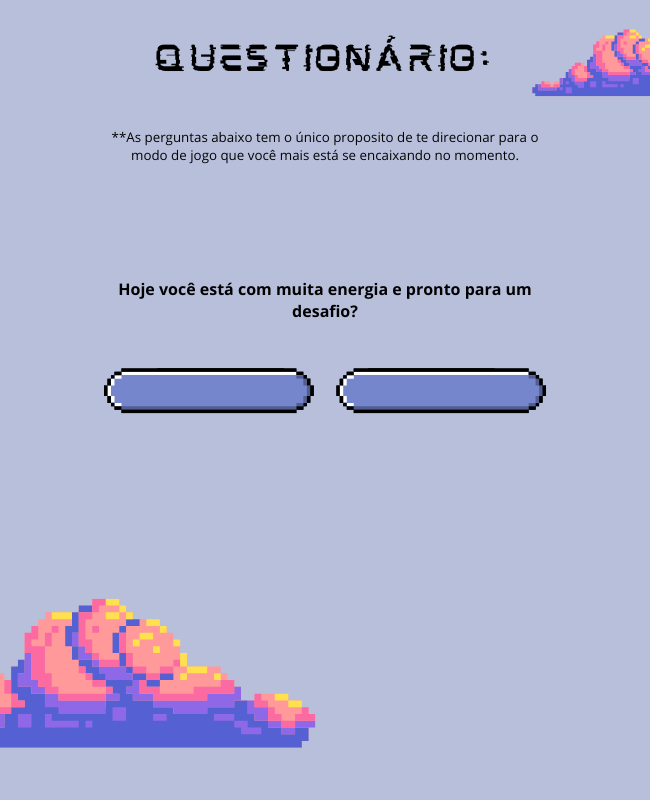 QUESTIONÁRIO:
**As perguntas abaixo tem o único proposito de te direcionar para o
modo de jogo que você mais está se encaixando no momento.
Hoje você está com muita energia e pronto para um
desafio?